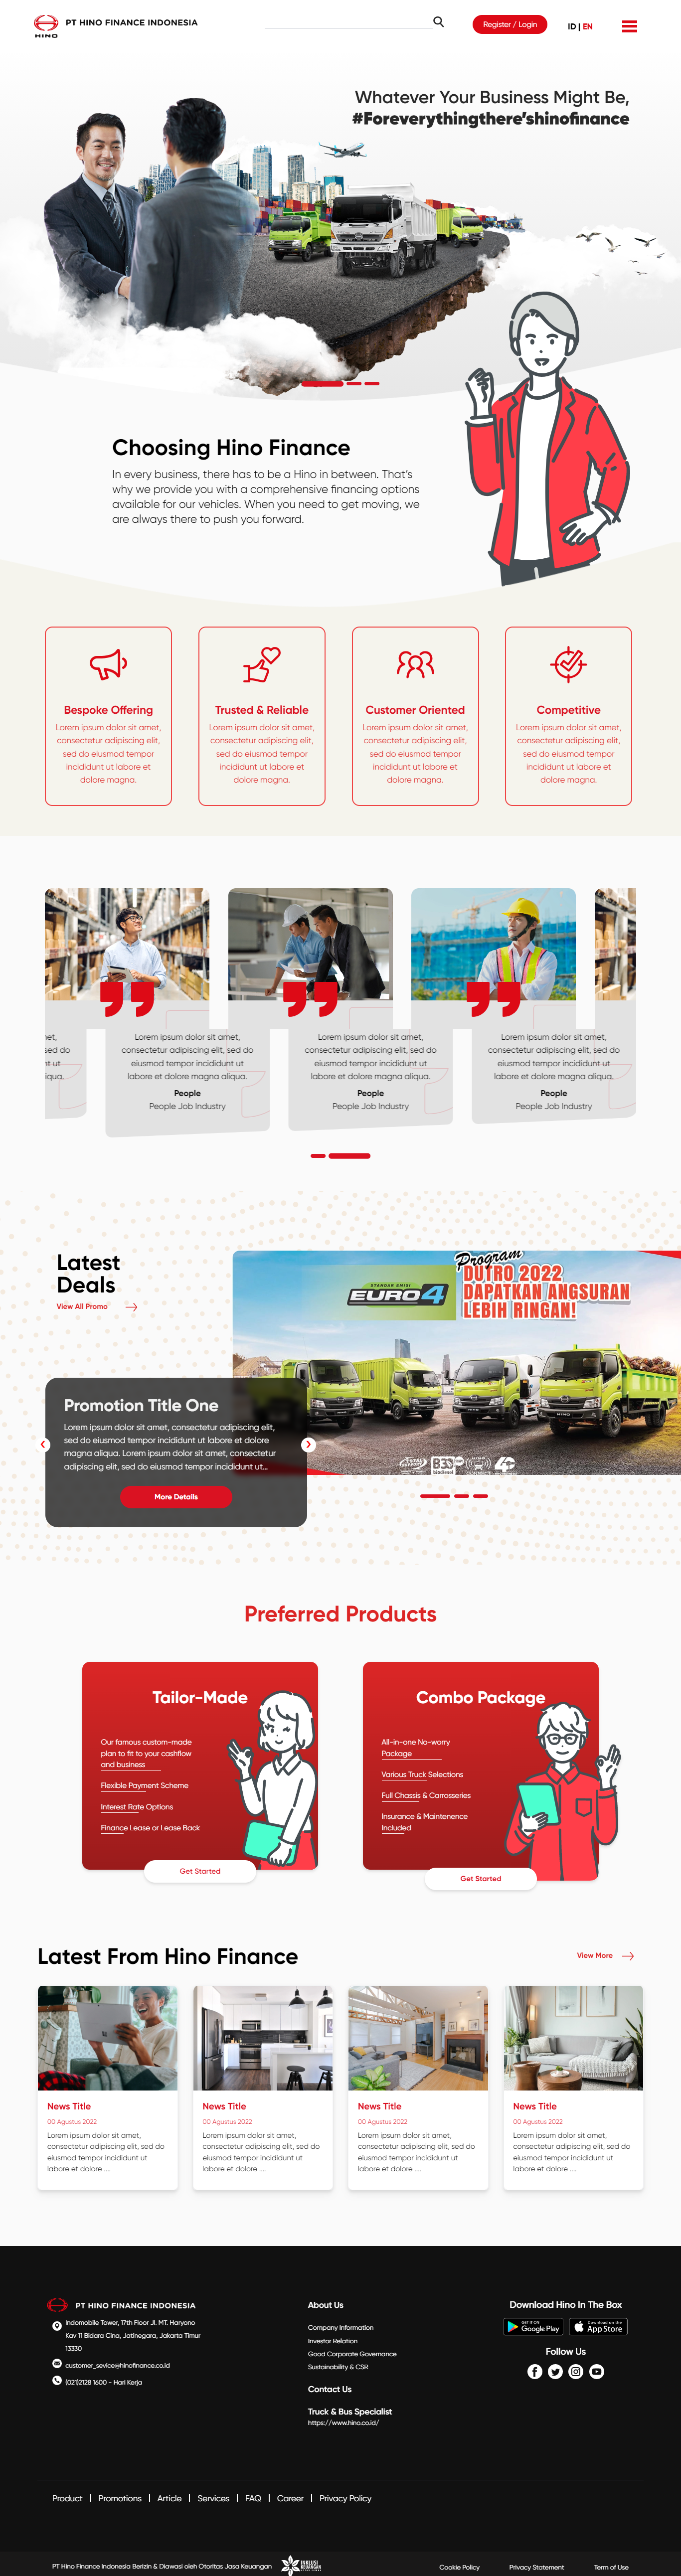 HINO
PT HINO FINANCE INDONESIA
Register / Login
ID | EN
Whatever Your Business Might Be,
#Foreverythingthere'shinofinance
Choosing Hino Finance
In every business, there has to be a Hino in between. That's
why we provide you with a comprehensive financing options
available for our vehicles. When you need to get moving, we
are always there to push you forward.
Bespoke Offering
Lorem ipsum dolor sit amet,
consectetur adipiscing elit,
sed do eiusmod tempor
incididunt ut labore et
dolore magna.
Trusted & Reliable
Lorem ipsum dolor sit amet,
consectetur adipiscing elit,
sed do eiusmod tempor
incididunt ut labore et
dolore magna.
Customer Oriented
Lorem ipsum dolor sit amet,
consectetur adipiscing elit,
sed do eiusmod tempor
incididunt ut labore et
dolore magna.
Competitive
Lorem ipsum dolor sit amet,
consectetur adipiscing elit,
sed do eiusmod tempor
incididunt ut labore et
dolore magna.
sed do
Lorem ipsum dolor sit amet,
consectetur adipiscing elit, sed do
eiusmod tempor incididunt ut
labore et dolore magna aliqua.
People
People Job Industry
Lorem ipsum dolor sit amet,
consectetur adipiscing elit, sed do
eiusmod tempor incididunt ut
labore et dolore magna aliqua.
People
People Job Industry
Lorem ipsum dolor sit amet,
consectetur adipiscing elit, sed do
eiusmod tempor incididunt ut
labore et dolore magna aliqua.
People
People Job Industry
Latest
Deals
View All Promo
STANDAR EMISI
EURO 4
Program
DUTRO 2022
DAPATKAN ANGSURAN
LEBIH RINGAN!
Promotion Title One
Lorem ipsum dolor sit amet, consectetur adipiscing elit,
sed do eiusmod tempor incididunt ut labore et dolore
magna aliqua. Lorem ipsum dolor sit amet, consectetur
adipiscing elit, sed do eiusmod tempor incididunt ut...
More Details
Preferred Products
Tailor-Made
Our famous custom-made
plan to fit to your cashflow
and business
Flexible Payment Scheme
Interest Rate Options
Finance Lease or Lease Back
Get Started
Combo Package
All-in-one No-worry
Package
Various Truck Selections
Full Chassis & Carrosseries
Insurance & Maintenence
Included
Get Started
Latest From Hino Finance
View More
News Title
00 Agustus 2022
Lorem ipsum dolor sit amet,
consectetur adipiscing elit, sed do
eiusmod tempor incididunt ut
labore et dolore ....
News Title
00 Agustus 2022
Lorem ipsum dolor sit amet,
consectetur adipiscing elit, sed do
eiusmod tempor incididunt ut
labore et dolore ....
News Title
00 Agustus 2022
Lorem ipsum dolor sit amet,
consectetur adipiscing elit, sed do
eiusmod tempor incididunt ut
labore et dolore ....
News Title
00 Agustus 2022
Lorem ipsum dolor sit amet,
consectetur adipiscing elit, sed do
eiusmod tempor incididunt ut
labore et dolore ....
PT HINO FINANCE INDONESIA
Indomobile Tower, 17th Floor Jl. MT. Haryono
Kav 11 Bidara Cina, Jatinegara, Jakarta Timur
13330
customer_sevice@hinofinance.co.id
(021)2128 1600 - Hari Kerja
About Us
Company Information
Investor Relation
Good Corporate Governance
Sustainability & CSR
Contact Us
Truck & Bus Specialist
https://www.hino.co.id/
Download Hino In The Box
GET IT ON
Google Play
Download on the
App Store
Follow Us
Product | Promotions | Article | Services | FAQ | Career | Privacy Policy
PT Hino Finance Indonesia Berizin & Diawasi oleh Otoritas Jasa Keuangan
INKLUSI
KEUANGAN
Cookie Policy
Privacy Statement
Term of Use